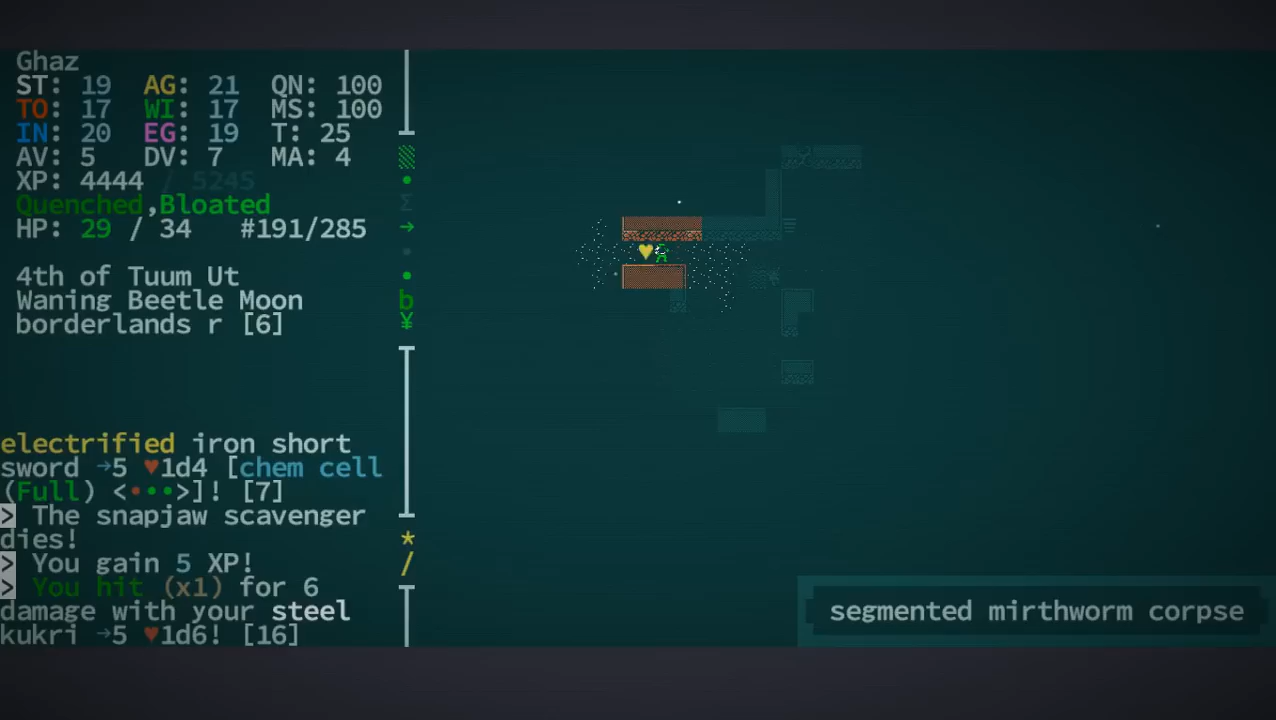 Ghaz
ST: 19 AG: 21 QN: 100
TO: 17 WI: 17 MS: 100
IN: 20 EG: 19 T: 25
AV: 5 DV: 7 MA: 4
XP: 4444 / 5245
Quenched,Bloated
HP: 29 / 34 #191/285
4th of Tuum Ut
Waning Beetle Moon
borderlands r [6]
electrified iron short
sword →5 ♥1d4 [chem cell
(Full) <•••>]! [7]
> The snapjaw scavenger
dies!
> You gain 5 XP!
> You hit (x1) for 6
damage with your steel
kukri →5 ♥1d6! [16]
segmented mirthworm corpse